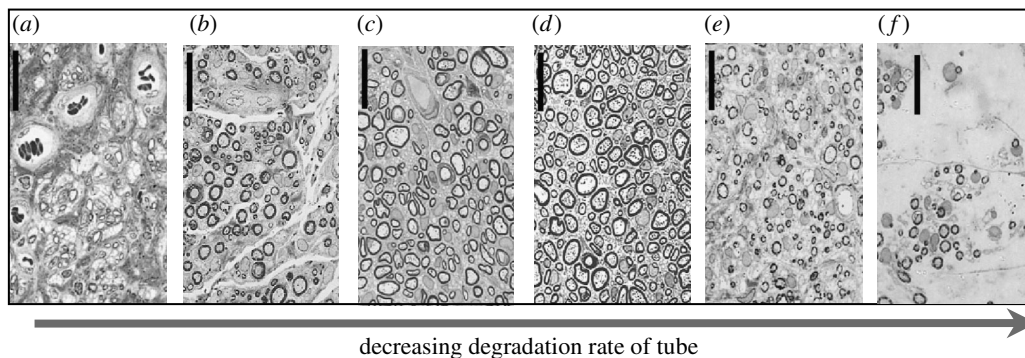 (a) (b) (c) (d) (e) (f)
decreasing degradation rate of tube